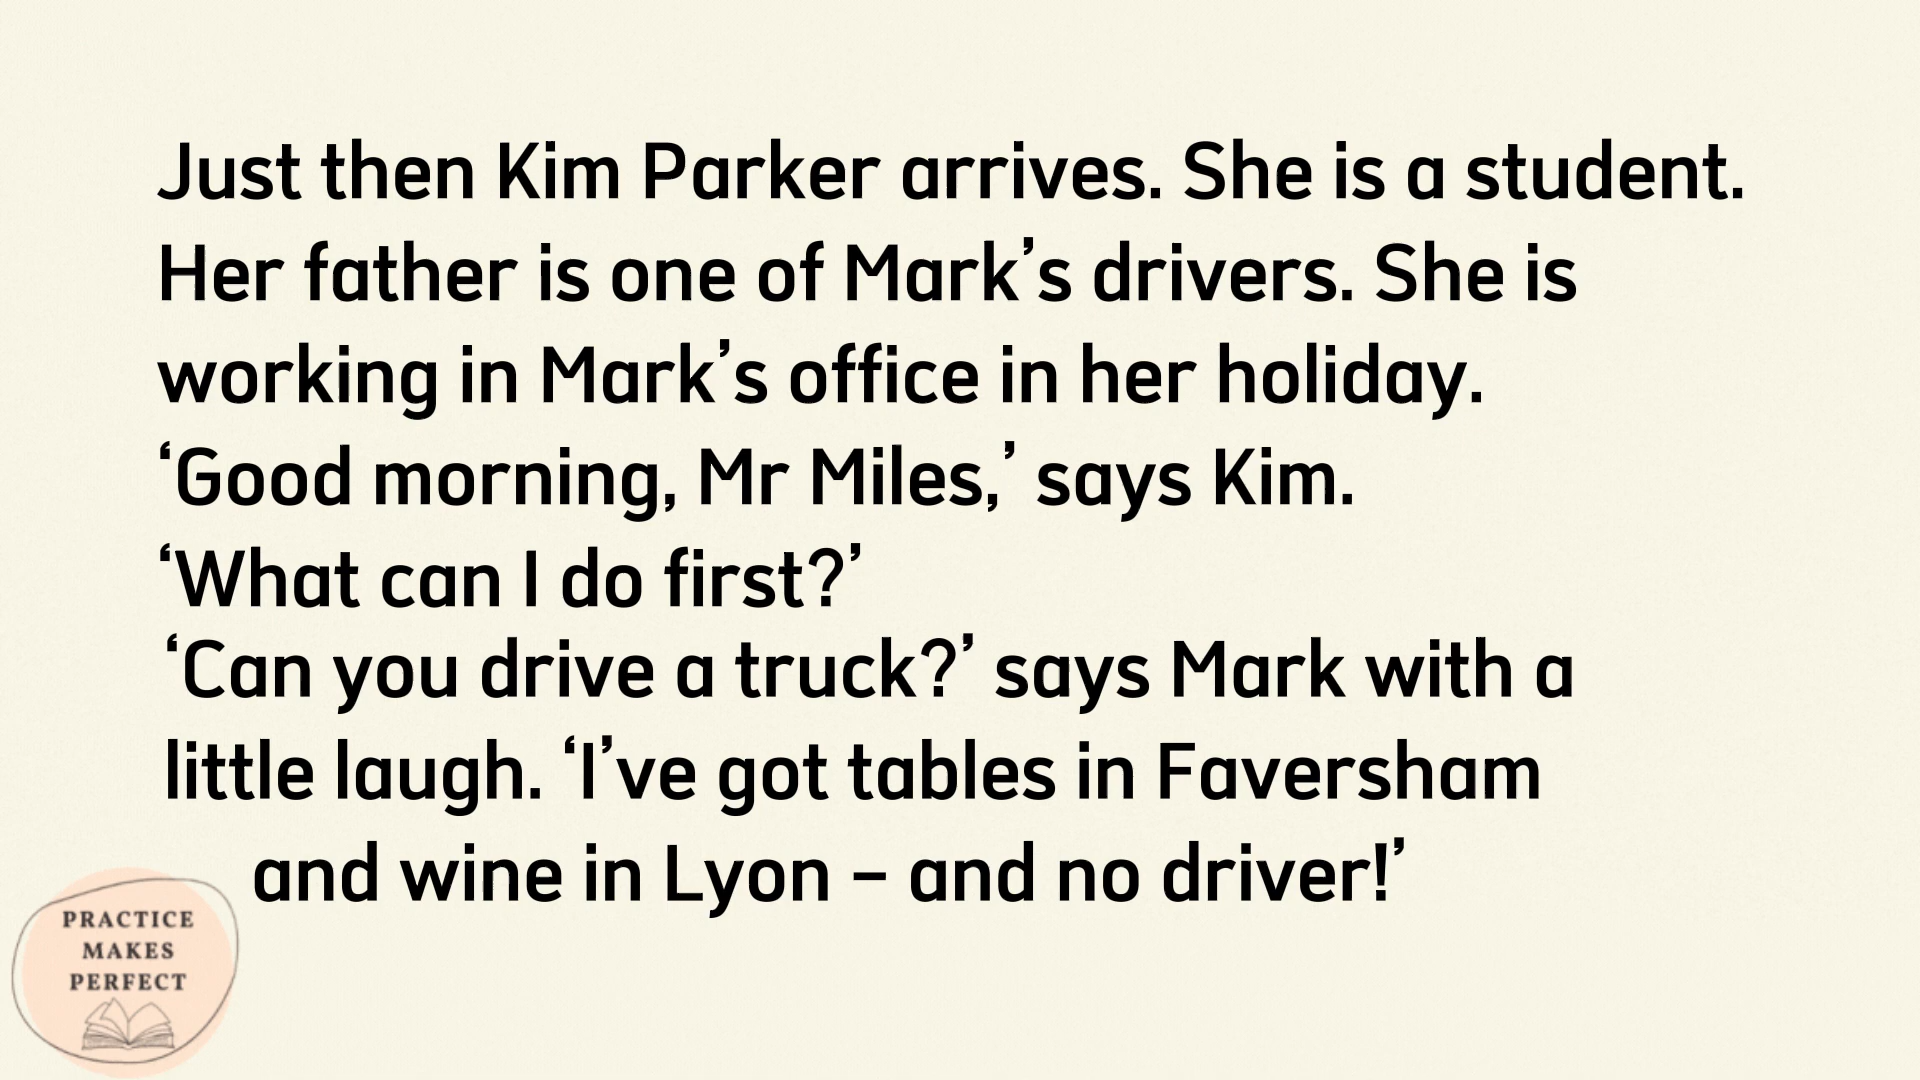 Just then Kim Parker arrives. She is a student.
Her father is one of Mark’s drivers. She is
working in Mark’s office in her holiday.
‘Good morning, Mr Miles,’ says Kim.
‘What can I do first?’
‘Can you drive a truck?’ says Mark with a
little laugh. ‘I’ve got tables in Faversham
and wine in Lyon – and no driver!’
PRACTICE
MAKES
PERFECT